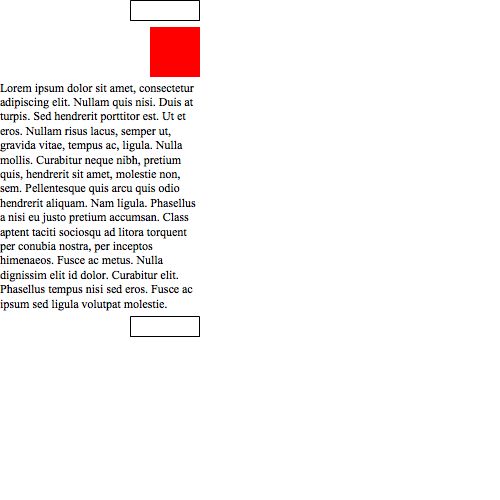 Lorem ipsum dolor sit amet, consectetur
adipiscing elit. Nullam quis nisi. Duis at
turpis. Sed hendrerit porttitor est. Ut et
eros. Nullam risus lacus, semper ut,
gravida vitae, tempus ac, ligula. Nulla
mollis. Curabitur neque nibh, pretium
quis, hendrerit sit amet, molestie non,
sem. Pellentesque quis arcu quis odio
hendrerit aliquam. Nam ligula. Phasellus
a nisi eu justo pretium accumsan. Class
aptent taciti sociosqu ad litora torquent
per conubia nostra, per inceptos
himenaeos. Fusce ac metus. Nulla
dignissim elit id dolor. Curabitur elit.
Phasellus tempus nisi sed eros. Fusce ac
ipsum sed ligula volutpat molestie.